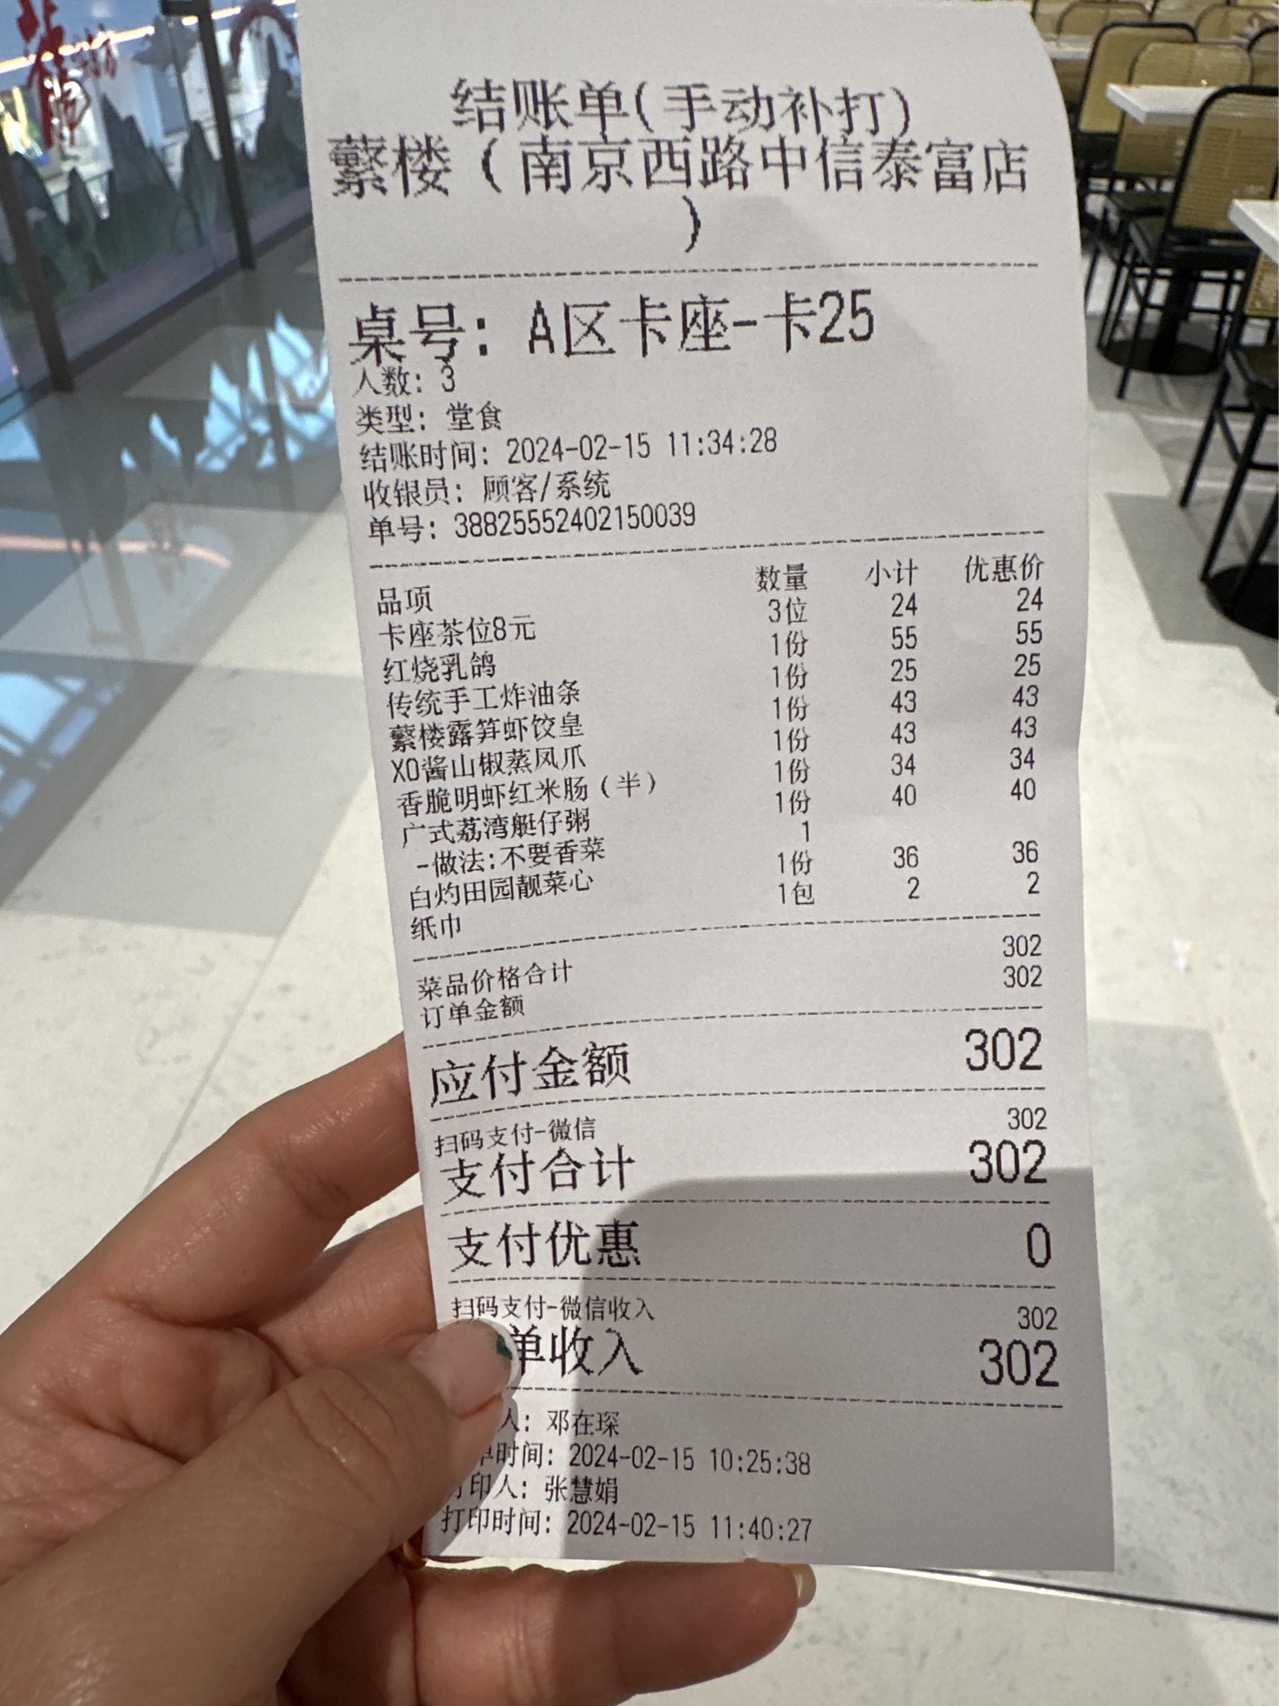 结账单(手动补打)
蘩楼（南京西路中信泰富店
）
桌号: A区卡座-卡25
人数: 3
类型: 堂食
结账时间: 2024-02-15 11:34:28
收银员: 顾客/系统
单号: 38825552402150039
品项 数量 小计 优惠价
卡座茶位8元 3位 24 24
红烧乳鸽 1份 55 55
传统手工炸油条 1份 25 25
蘩楼露笋虾饺皇 1份 43 43
XO酱山椒蒸凤爪 1份 43 43
香脆明虾红米肠（半） 1份 34 34
广式荔湾艇仔粥 1份 40 40
-做法:不要香菜 1
白灼田园靓菜心 1份 36 36
纸巾 1包 2 2
菜品价格合计 302
订单金额 302
应付金额 302
扫码支付-微信 302
支付合计 302
支付优惠 0
扫码支付-微信收入 302
单收入 302
人: 邓在琛
单时间: 2024-02-15 10:25:38
打印人: 张慧娟
打印时间: 2024-02-15 11:40:27